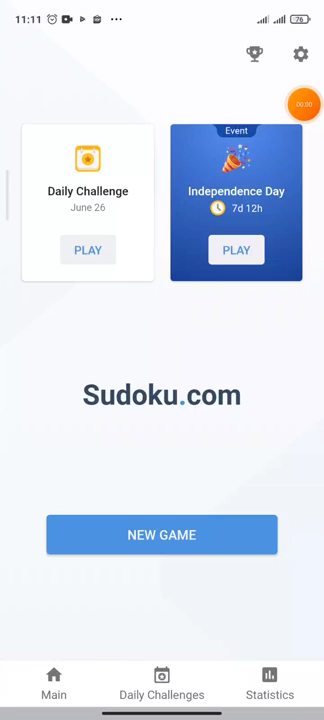 11:11
76
00:00
Event
Daily Challenge
June 26
PLAY
Independence Day
7d 12h
PLAY
Sudoku.com
NEW GAME
Main
Daily Challenges
Statistics